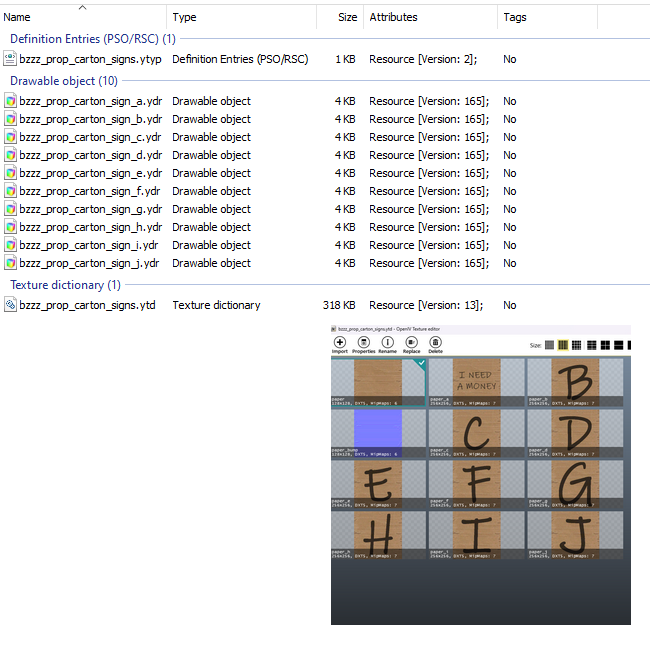 Name Type Size Attributes Tags
Definition Entries (PSO/RSC) (1)
bzzz_prop_carton_signs.ytyp Definition Entries (PSO/RSC) 1 KB Resource [Version: 2]; No
Drawable object (10)
bzzz_prop_carton_sign_a.ydr Drawable object 4 KB Resource [Version: 165]; No
bzzz_prop_carton_sign_b.ydr Drawable object 4 KB Resource [Version: 165]; No
bzzz_prop_carton_sign_c.ydr Drawable object 4 KB Resource [Version: 165]; No
bzzz_prop_carton_sign_d.ydr Drawable object 4 KB Resource [Version: 165]; No
bzzz_prop_carton_sign_e.ydr Drawable object 4 KB Resource [Version: 165]; No
bzzz_prop_carton_sign_f.ydr Drawable object 4 KB Resource [Version: 165]; No
bzzz_prop_carton_sign_g.ydr Drawable object 4 KB Resource [Version: 165]; No
bzzz_prop_carton_sign_h.ydr Drawable object 4 KB Resource [Version: 165]; No
bzzz_prop_carton_sign_i.ydr Drawable object 4 KB Resource [Version: 165]; No
bzzz_prop_carton_sign_j.ydr Drawable object 4 KB Resource [Version: 165]; No
Texture dictionary (1)
bzzz_prop_carton_signs.ytd Texture dictionary 318 KB Resource [Version: 13]; No
bzzz_prop_carton_signs.ytd - OpenIV Texture editor
Import Properties Rename Replace Delete Size:
I NEED
A MONEY
B
paper paper_a paper_b
128x128, DXT5, MipMaps: 6 256x256, DXT5, MipMaps: 7 256x256, DXT5, MipMaps: 7
C D
paper_bump paper_c paper_d
128x128, DXT5, MipMaps: 6 256x256, DXT5, MipMaps: 7 256x256, DXT5, MipMaps: 7
E F G
paper_e paper_f paper_g
256x256, DXT5, MipMaps: 7 256x256, DXT5, MipMaps: 7 256x256, DXT5, MipMaps: 7
H I J
paper_h paper_i paper_j
256x256, DXT5, MipMaps: 7 256x256, DXT5, MipMaps: 7 256x256, DXT5, MipMaps: 7